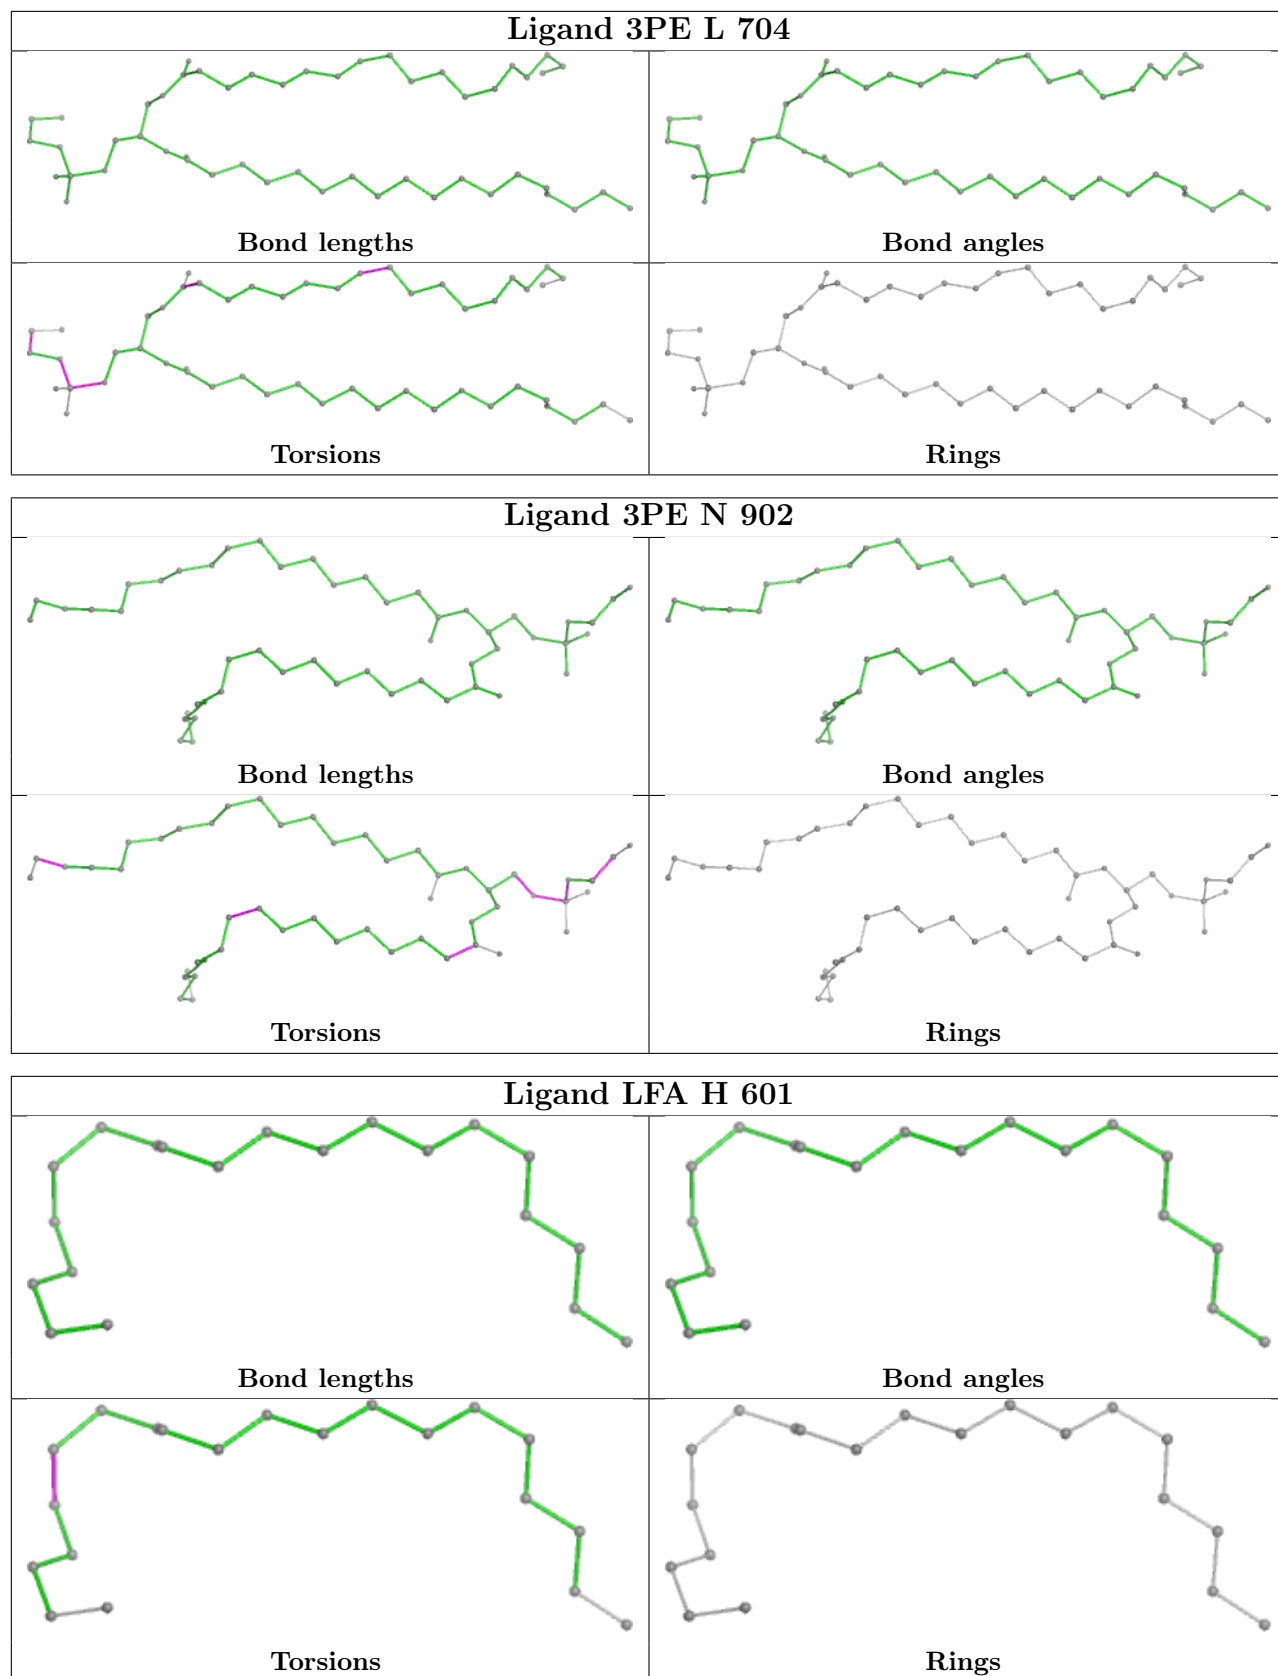 Ligand 3PE L 704
Bond lengths
Bond angles
Torsions
Rings
Ligand 3PE N 902
Bond lengths
Bond angles
Torsions
Rings
Ligand LFA H 601
Bond lengths
Bond angles
Torsions
Rings